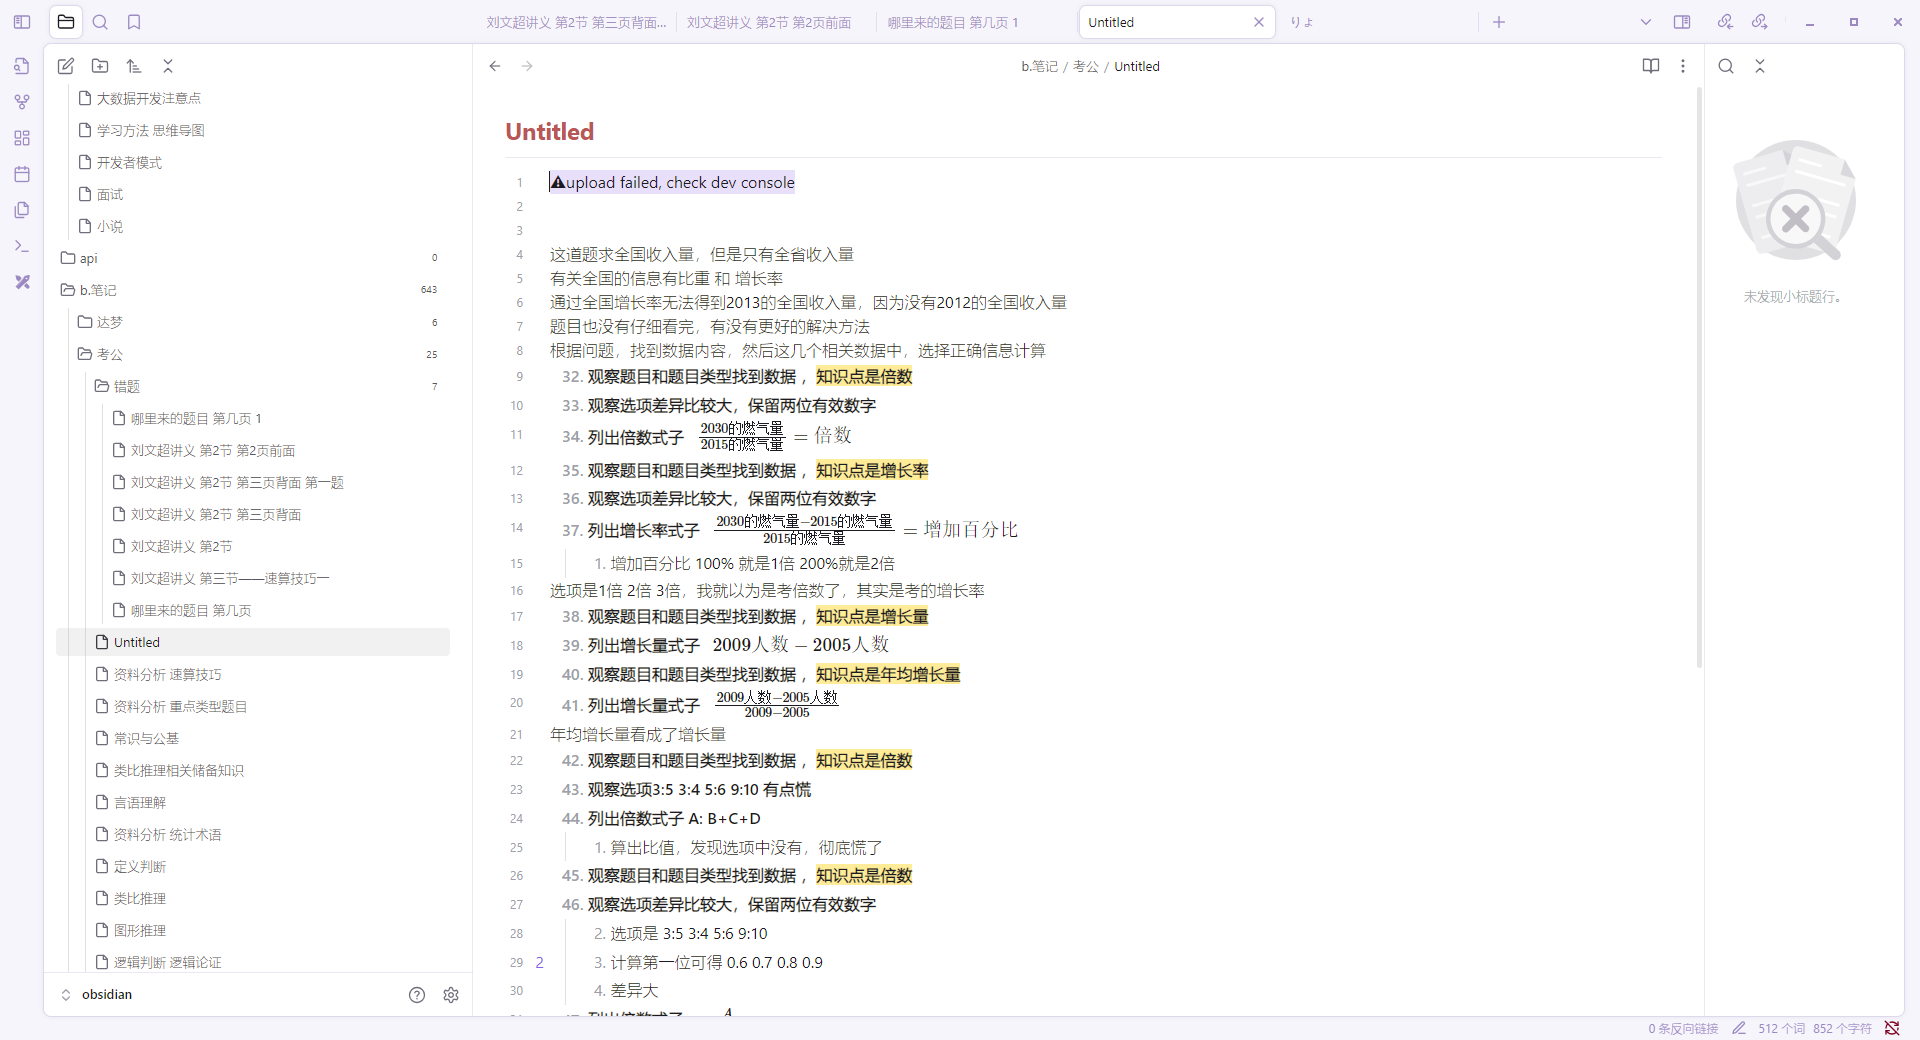 刘文超讲义 第2节 第三页背面...
刘文超讲义 第2节 第2页前面
哪里来的题目 第几页 1
Untitled
りょ
b.笔记 / 考公 / Untitled
大数据开发注意点
学习方法 思维导图
开发者模式
面试
小说
api 0
b.笔记 643
达梦 6
考公 25
错题 7
哪里来的题目 第几页 1
刘文超讲义 第2节 第2页前面
刘文超讲义 第2节 第三页背面 第一题
刘文超讲义 第2节 第三页背面
刘文超讲义 第2节
刘文超讲义 第三节——速算技巧一
哪里来的题目 第几页
Untitled
资料分析 速算技巧
资料分析 重点类型题目
常识与公基
类比推理相关储备知识
言语理解
资料分析 统计术语
定义判断
类比推理
图形推理
逻辑判断 逻辑论证
obsidian
Untitled
1 ⚠upload failed, check dev console
2
3
4 这道题求全国收入量，但是只有全省收入量
5 有关全国的信息有比重 和 增长率
6 通过全国增长率无法得到2013的全国收入量，因为没有2012的全国收入量
7 题目也没有仔细看完，有没有更好的解决方法
8 根据问题，找到数据内容，然后这几个相关数据中，选择正确信息计算
9 32. 观察题目和题目类型找到数据 ，知识点是倍数
10 33. 观察选项差异比较大，保留两位有效数字
11 34. 列出倍数式子 2030的燃气量/2015的燃气量 = 倍数
12 35. 观察题目和题目类型找到数据 ，知识点是增长率
13 36. 观察选项差异比较大，保留两位有效数字
14 37. 列出增长率式子 2030的燃气量−2015的燃气量/2015的燃气量 = 增加百分比
15 1. 增加百分比 100% 就是1倍 200%就是2倍
16 选项是1倍 2倍 3倍，我就以为是考倍数了，其实是考的增长率
17 38. 观察题目和题目类型找到数据 ，知识点是增长量
18 39. 列出增长量式子 2009人数 − 2005人数
19 40. 观察题目和题目类型找到数据 ，知识点是年均增长量
20 41. 列出增长量式子 2009人数−2005人数/2009−2005
21 年均增长量看成了增长量
22 42. 观察题目和题目类型找到数据 ，知识点是倍数
23 43. 观察选项3:5 3:4 5:6 9:10 有点慌
24 44. 列出倍数式子 A: B+C+D
25 1. 算出比值，发现选项中没有，彻底慌了
26 45. 观察题目和题目类型找到数据 ，知识点是倍数
27 46. 观察选项差异比较大，保留两位有效数字
28 2. 选项是 3:5 3:4 5:6 9:10
29 2 3. 计算第一位可得 0.6 0.7 0.8 0.9
30 4. 差异大
未发现小标题行。
0 条反向链接 512 个词 852 个字符